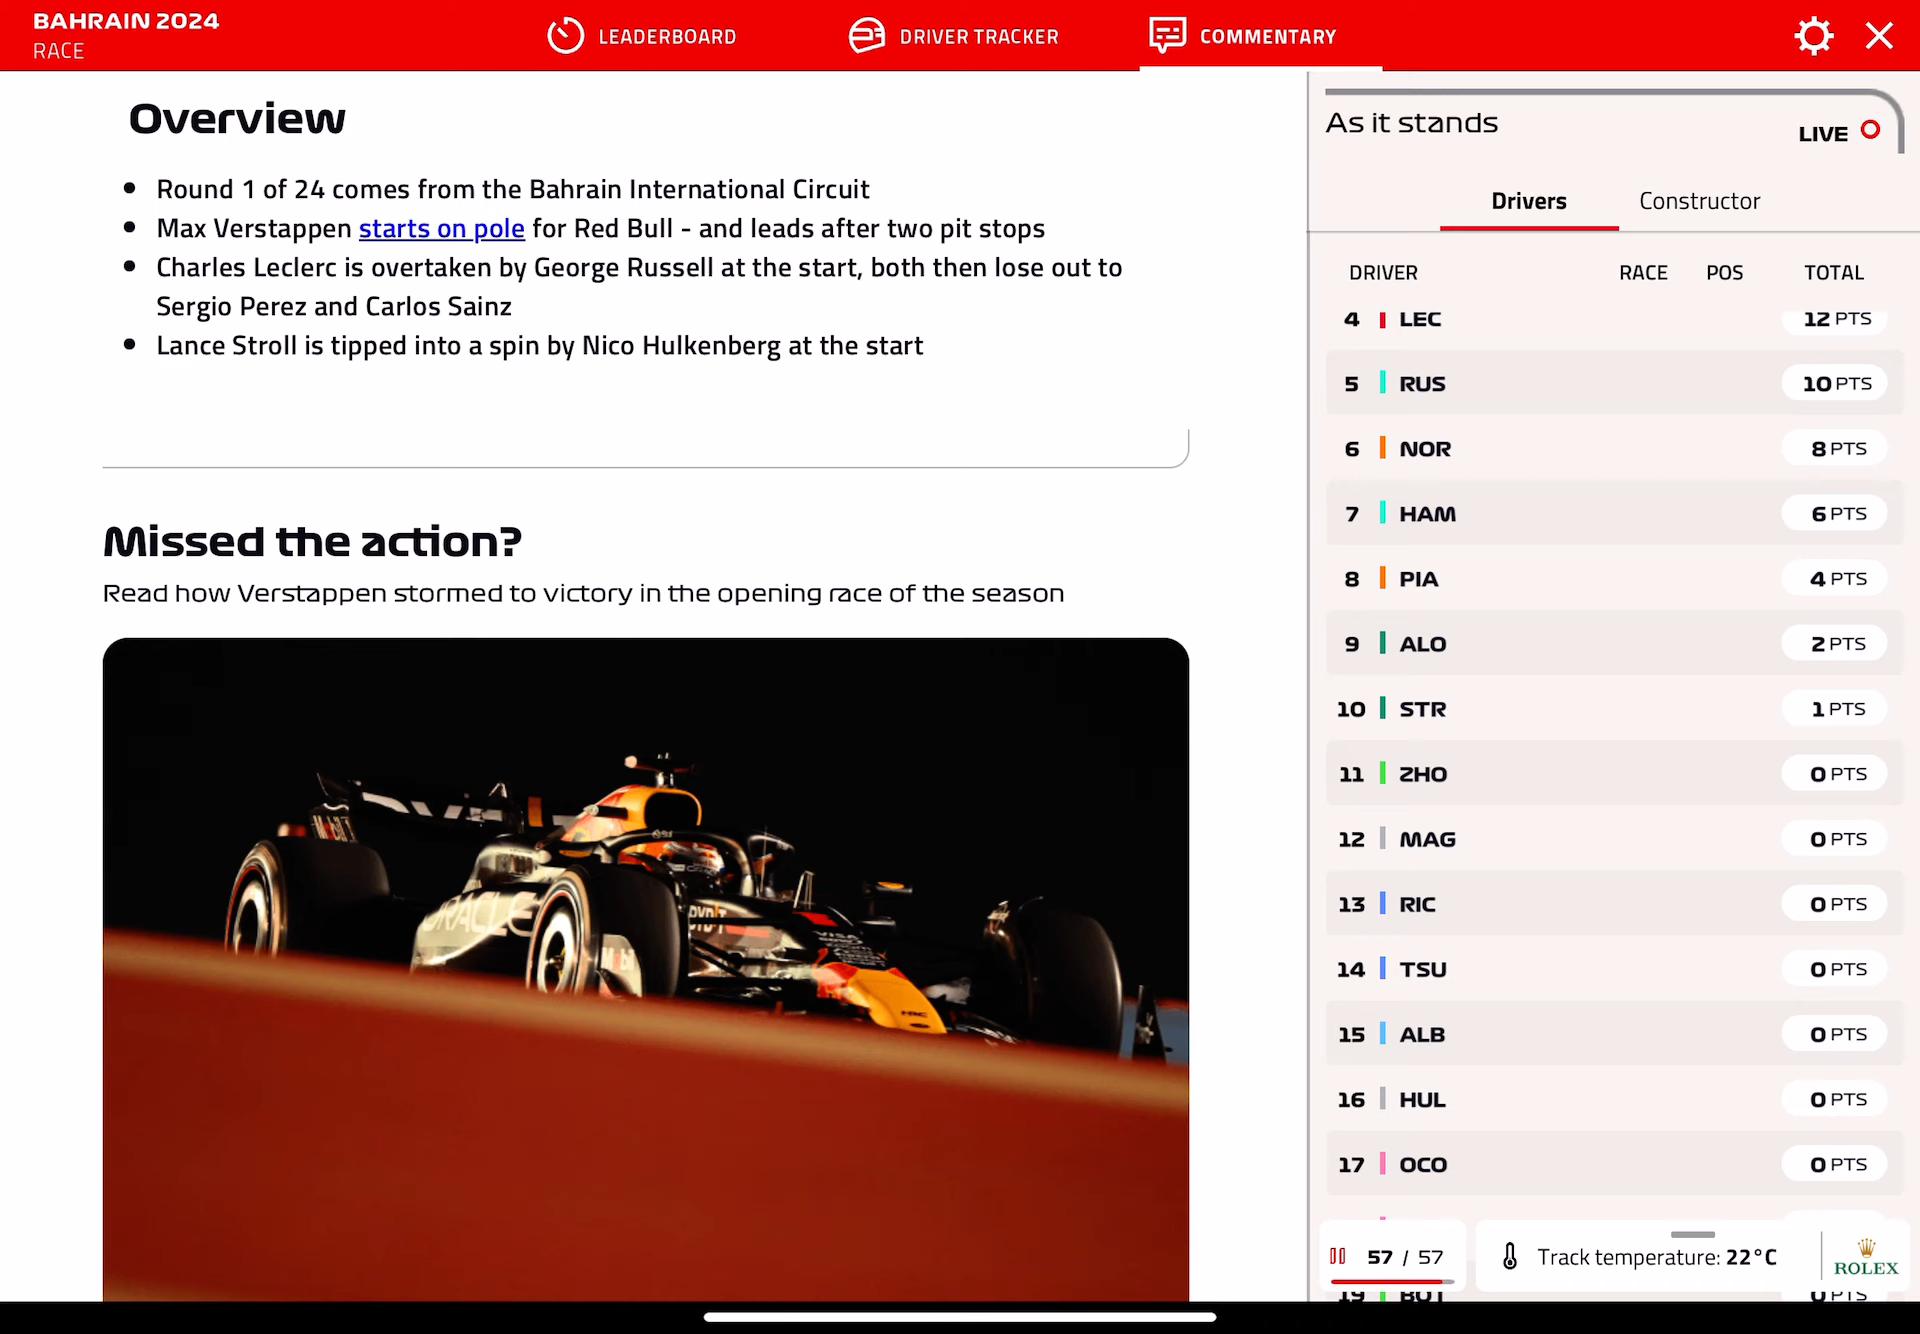 BAHRAIN 2024
RACE
LEADERBOARD
DRIVER TRACKER
COMMENTARY
Overview
Round 1 of 24 comes from the Bahrain International Circuit
Max Verstappen starts on pole for Red Bull - and leads after two pit stops
Charles Leclerc is overtaken by George Russell at the start, both then lose out to
Sergio Perez and Carlos Sainz
Lance Stroll is tipped into a spin by Nico Hulkenberg at the start
Missed the action?
Read how Verstappen stormed to victory in the opening race of the season
ORACLE
Mobil
VISA
HRC
As it stands
LIVE
Drivers Constructor
DRIVER RACE POS TOTAL
4 LEC 12 PTS
5 RUS 10 PTS
6 NOR 8 PTS
7 HAM 6 PTS
8 PIA 4 PTS
9 ALO 2 PTS
10 STR 1 PTS
11 ZHO 0 PTS
12 MAG 0 PTS
13 RIC 0 PTS
14 TSU 0 PTS
15 ALB 0 PTS
16 HUL 0 PTS
17 OCO 0 PTS
57 / 57
Track temperature: 22°C
ROLEX
19 BOT 0 PTS